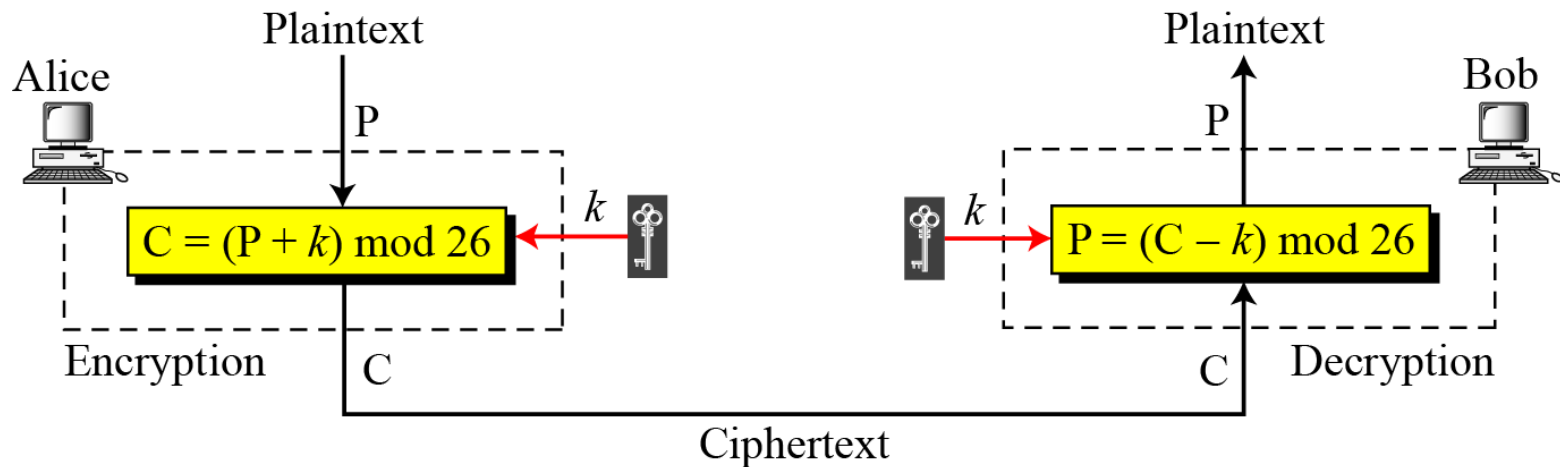 Plaintext
Plaintext
Alice
Bob
P
P
k
k
C = (P + k) mod 26
P = (C – k) mod 26
Encryption
C
C
Decryption
Ciphertext